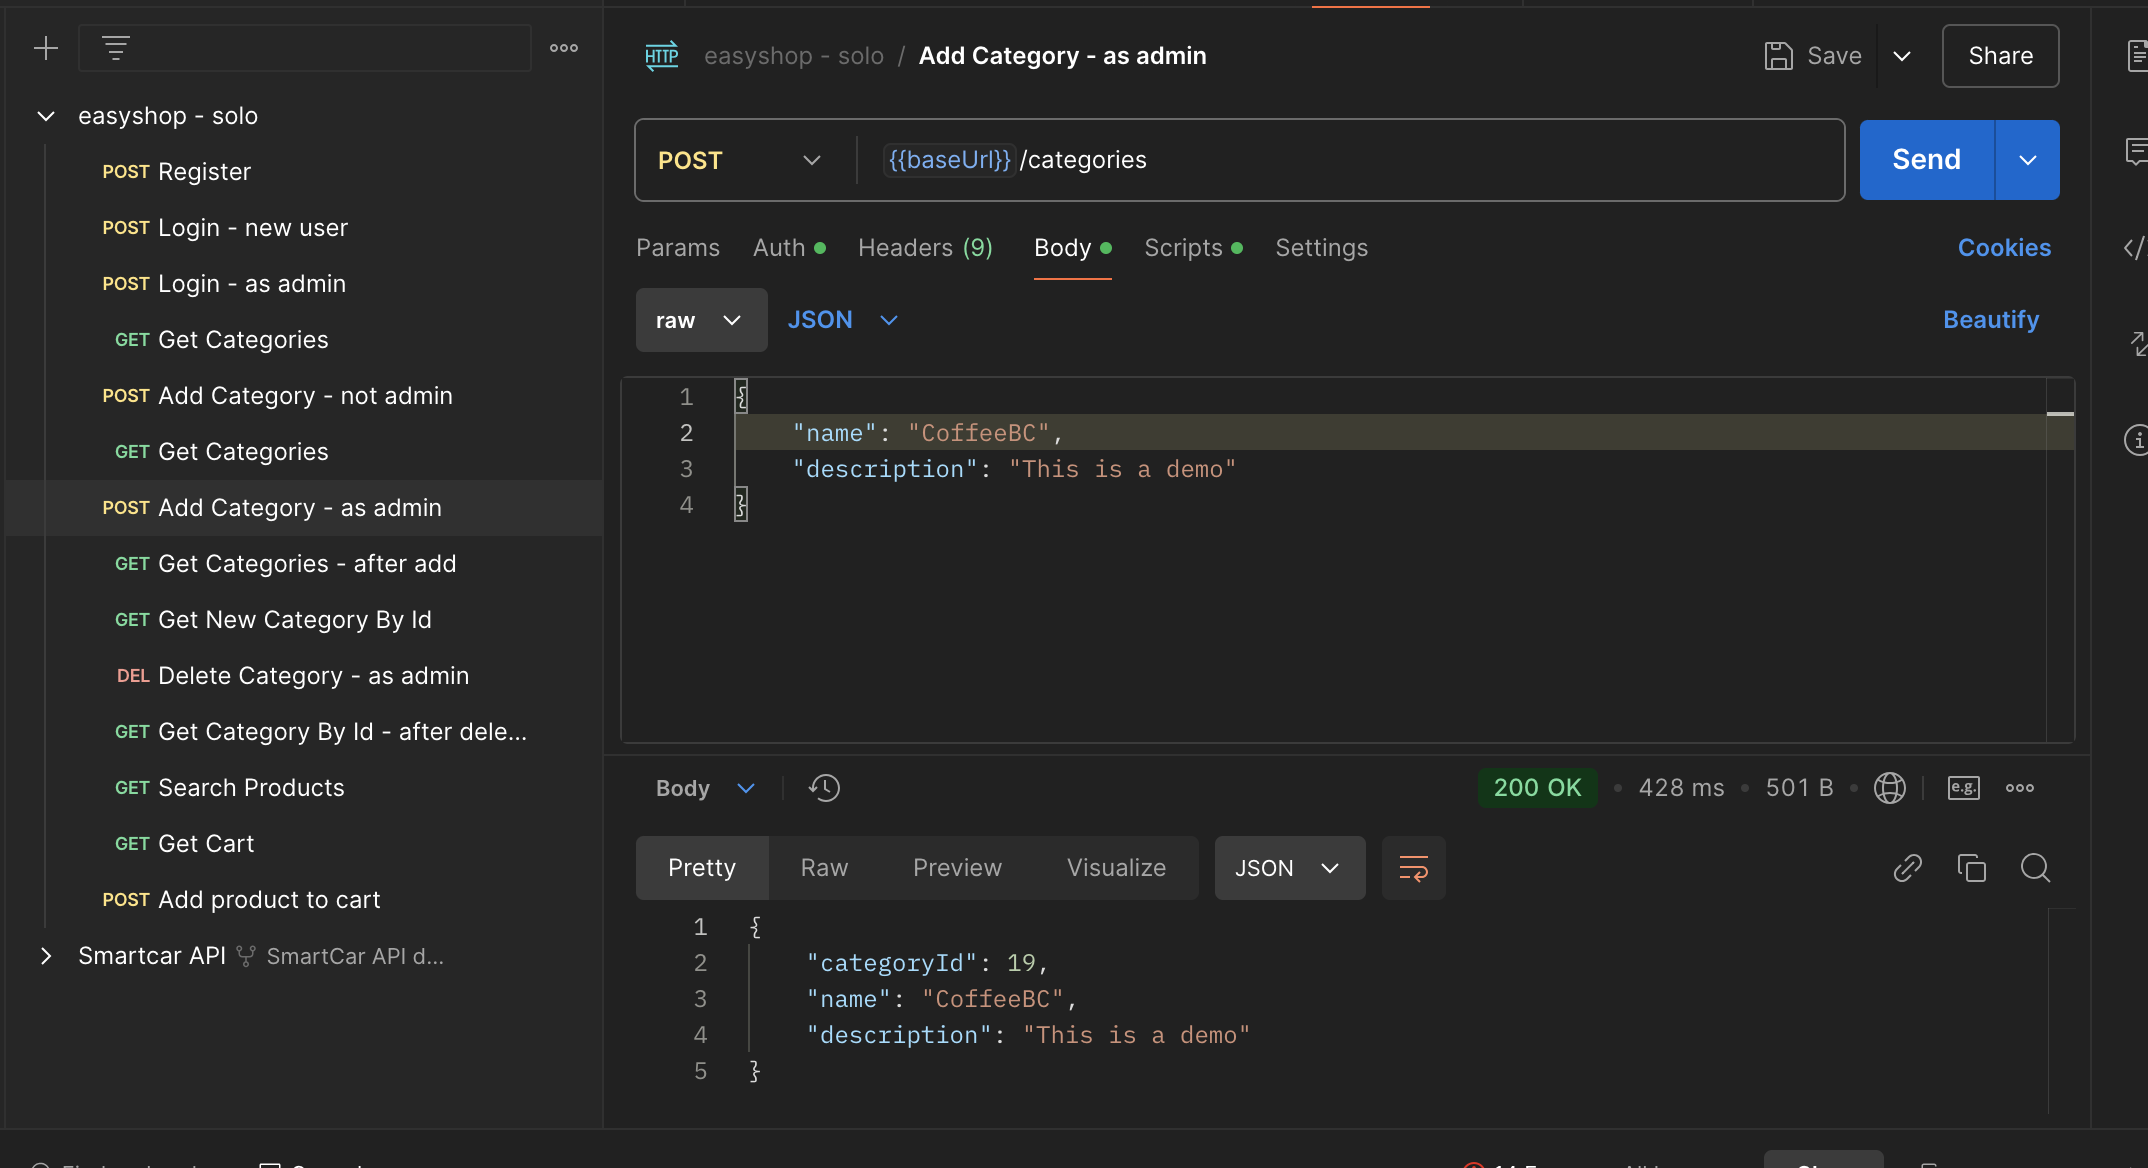 easyshop - solo
POST Register
POST Login - new user
POST Login - as admin
GET Get Categories
POST Add Category - not admin
GET Get Categories
POST Add Category - as admin
GET Get Categories - after add
GET Get New Category By Id
DEL Delete Category - as admin
GET Get Category By Id - after dele...
GET Search Products
GET Get Cart
POST Add product to cart
Smartcar API SmartCar API d...
HTTP easyshop - solo / Add Category - as admin
Save
Share
POST {{baseUrl}}/categories
Send
Params Auth Headers (9) Body Scripts Settings Cookies
raw JSON Beautify
1 {
2 "name": "CoffeeBC",
3 "description": "This is a demo"
4 }
Body 200 OK • 428 ms • 501 B • e.g.
Pretty Raw Preview Visualize JSON
1 {
2 "categoryId": 19,
3 "name": "CoffeeBC",
4 "description": "This is a demo"
5 }